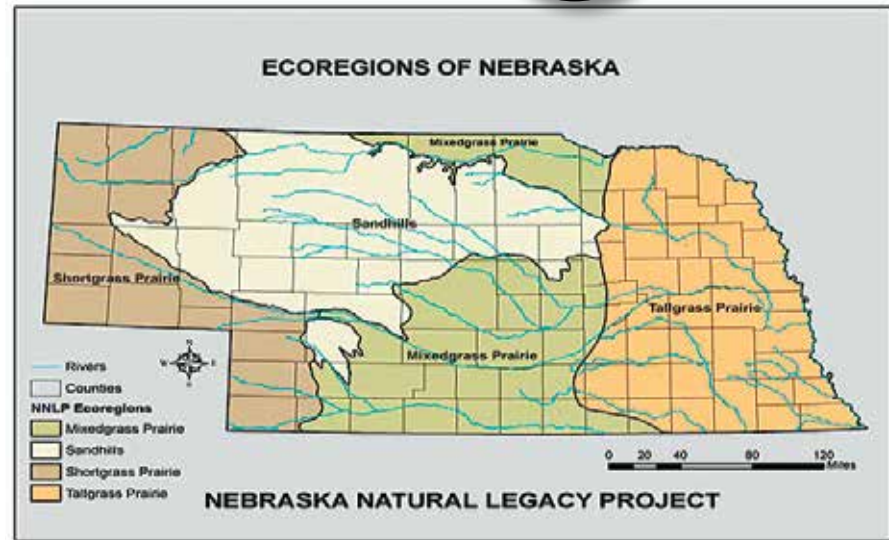 ECOREGIONS OF NEBRASKA
Mixedgrass Prairie
Sandhills
Shortgrass Prairie
Tallgrass Prairie
Mixedgrass Prairie
N
W
E
S
Rivers
Counties
NNLP Ecoregions
Mixedgrass Prairie
Sandhills
Shortgrass Prairie
Tallgrass Prairie
0 20 40 80 120
Miles
NEBRASKA NATURAL LEGACY PROJECT